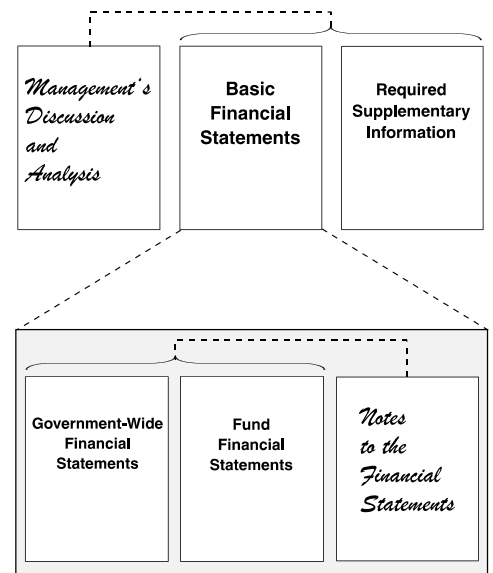 Management's
Discussion
and
Analysis
Basic
Financial
Statements
Required
Supplementary
Information
Government-Wide
Financial
Statements
Fund
Financial
Statements
Notes
to the
Financial
Statements